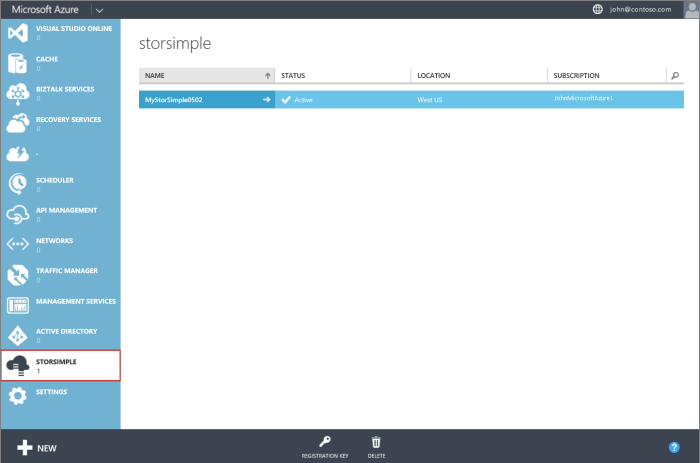 Microsoft Azure
john@contoso.com
VISUAL STUDIO ONLINE
0
CACHE
0
BIZTALK SERVICES
0
RECOVERY SERVICES
0
-
SCHEDULER
0
API MANAGEMENT
0
NETWORKS
0
TRAFFIC MANAGER
0
MANAGEMENT SERVICES
ACTIVE DIRECTORY
0
STORSIMPLE
1
SETTINGS
storsimple
NAME STATUS LOCATION SUBSCRIPTION
MyStorSimple0502 Active West US JohnMicrosoftAzure1
NEW
REGISTRATION KEY
DELETE
?